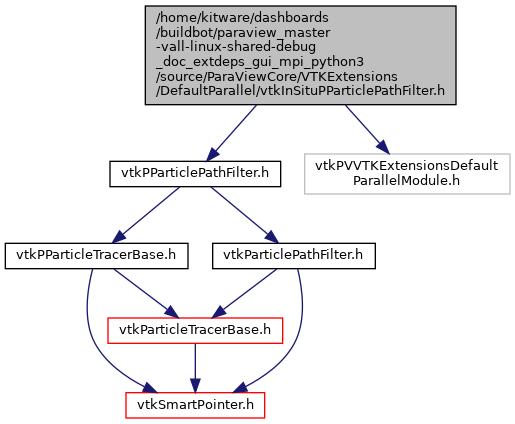 /home/kitware/dashboards
/buildbot/paraview_master
-vall-linux-shared-debug
_doc_extdeps_gui_mpi_python3
/source/ParaViewCore/VTKExtensions
/DefaultParallel/vtkInSituPParticlePathFilter.h
vtkPParticlePathFilter.h
vtkPVVTKExtensionsDefault
ParallelModule.h
vtkPParticleTracerBase.h
vtkParticlePathFilter.h
vtkParticleTracerBase.h
vtkSmartPointer.h